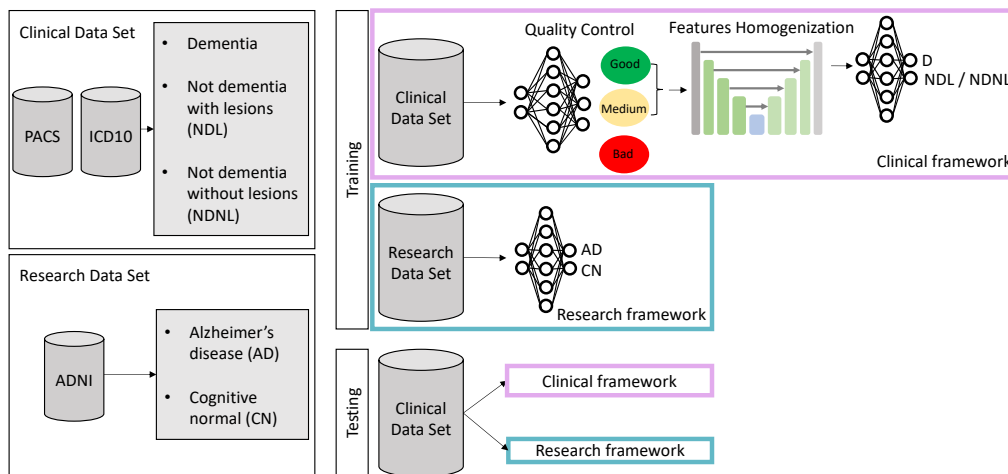 Clinical Data Set
PACS
ICD10
• Dementia
• Not dementia
with lesions
(NDL)
• Not dementia
without lesions
(NDNL)
Research Data Set
ADNI
• Alzheimer's
disease (AD)
• Cognitive
normal (CN)
Training
Clinical
Data Set
Quality Control
Good
Medium
Bad
Features Homogenization
D
NDL / NDNL
Clinical framework
Research
Data Set
AD
CN
Research framework
Testing
Clinical
Data Set
Clinical framework
Research framework